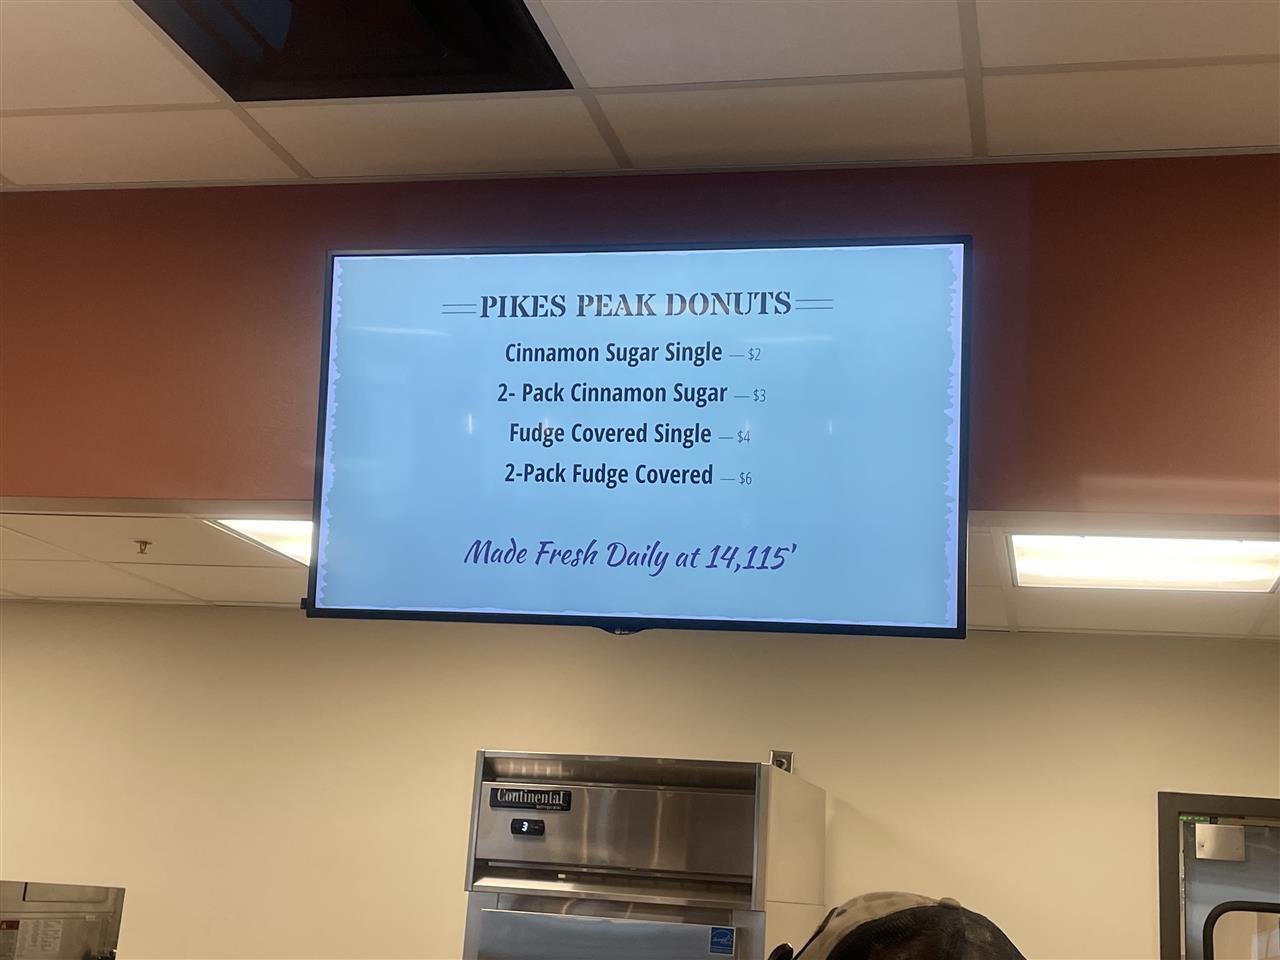 PIKES PEAK DONUTS
Cinnamon Sugar Single — $2
2- Pack Cinnamon Sugar — $3
Fudge Covered Single — $4
2-Pack Fudge Covered — $6
Made Fresh Daily at 14,115'
Continental
Refrigerator
3